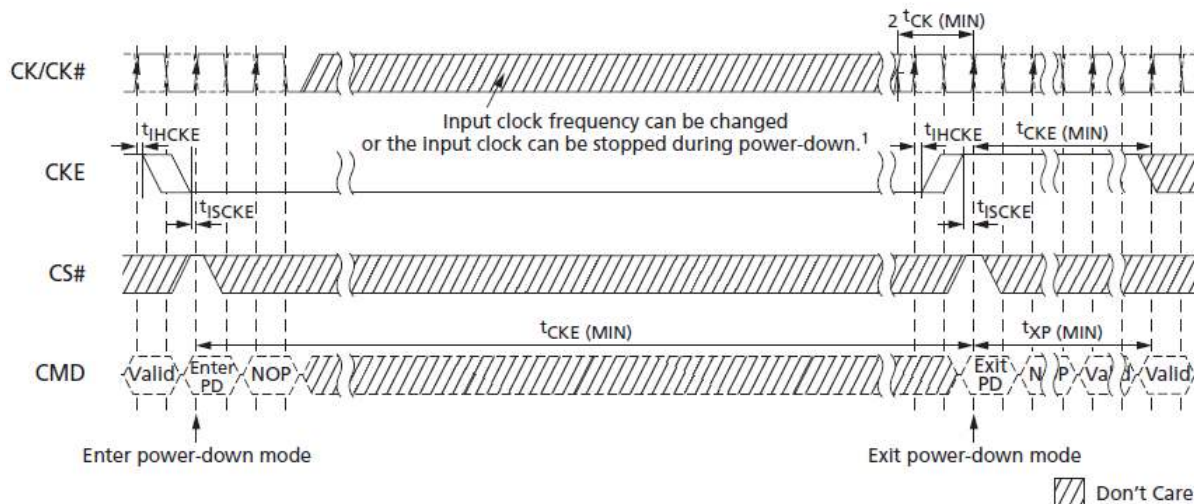 2 tCK (MIN)
CK/CK#
Input clock frequency can be changed
or the input clock can be stopped during power-down.1
tIHCKE
tIHCKE
tCKE (MIN)
CKE
tISCKE
tISCKE
CS#
tCKE (MIN)
tXP (MIN)
CMD
Valid
Enter
PD
NOP
Exit
PD
Valid
Enter power-down mode
Exit power-down mode
Don't Care